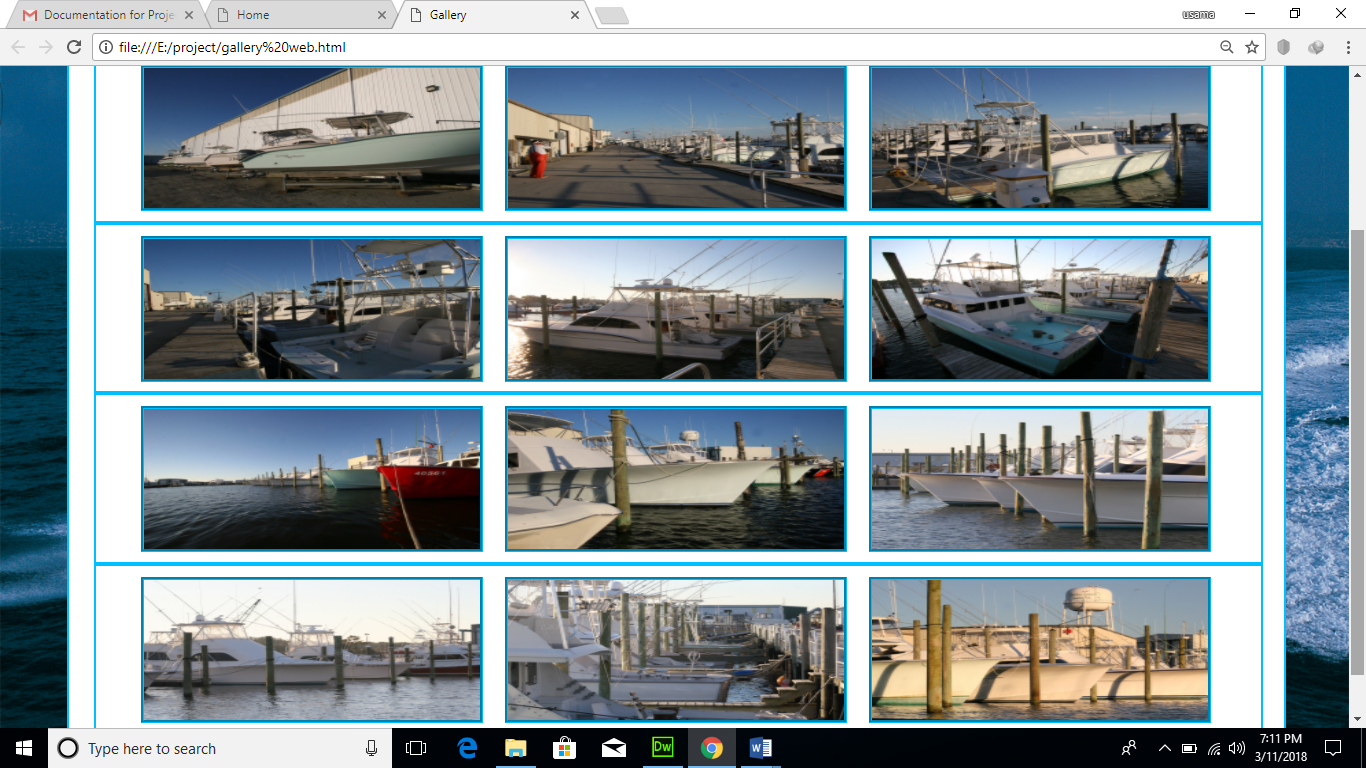 Documentation for Proje
Home
Gallery
usama
file:///E:/project/gallery%20web.html
40561
Type here to search
Dw
7:11 PM
3/11/2018